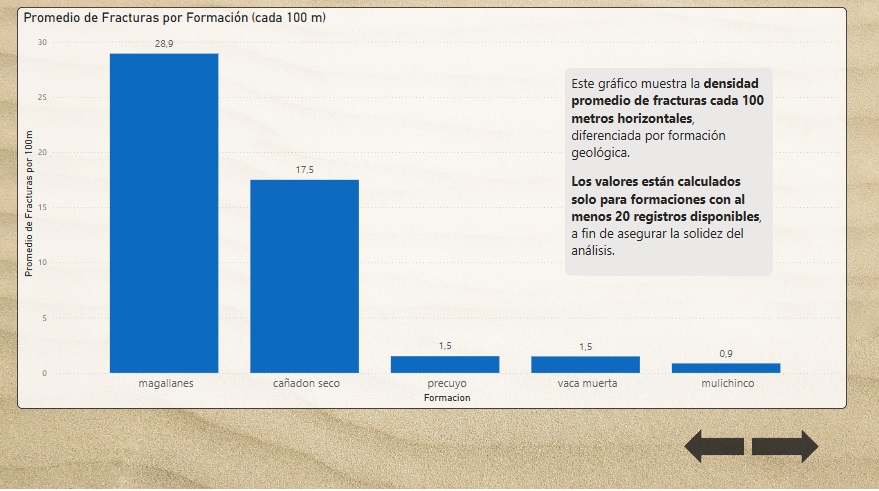 Promedio de Fracturas por Formación (cada 100 m)
30
25
20
15
10
5
0
Promedio de Fracturas por 100m
28,9
17,5
1,5
1,5
0,9
magallanes
cañadon seco
precuyo
vaca muerta
mulichinco
Formacion
Este gráfico muestra la densidad
promedio de fracturas cada 100
metros horizontales,
diferenciada por formación
geológica.
Los valores están calculados
solo para formaciones con al
menos 20 registros disponibles,
a fin de asegurar la solidez del
análisis.